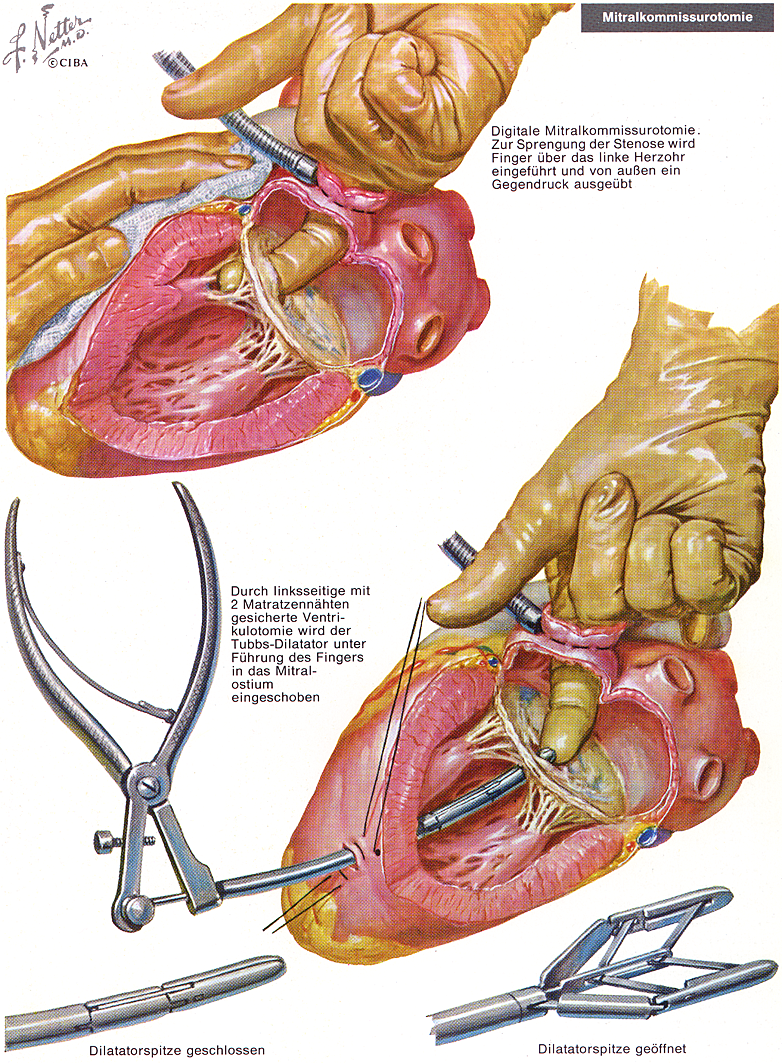 F. Netter
M.D.
©CIBA
Mitralkommissurotomie
Digitale Mitralkommissurotomie.
Zur Sprengung der Stenose wird
Finger über das linke Herzohr
eingeführt und von außen ein
Gegendruck ausgeübt
Durch linksseitige mit
2 Matratzennähten
gesicherte Ventri-
kulotomie wird der
Tubbs-Dilatator unter
Führung des Fingers
in das Mitral-
ostium
eingeschoben
Dilatatorspitze geschlossen
Dilatatorspitze geöffnet